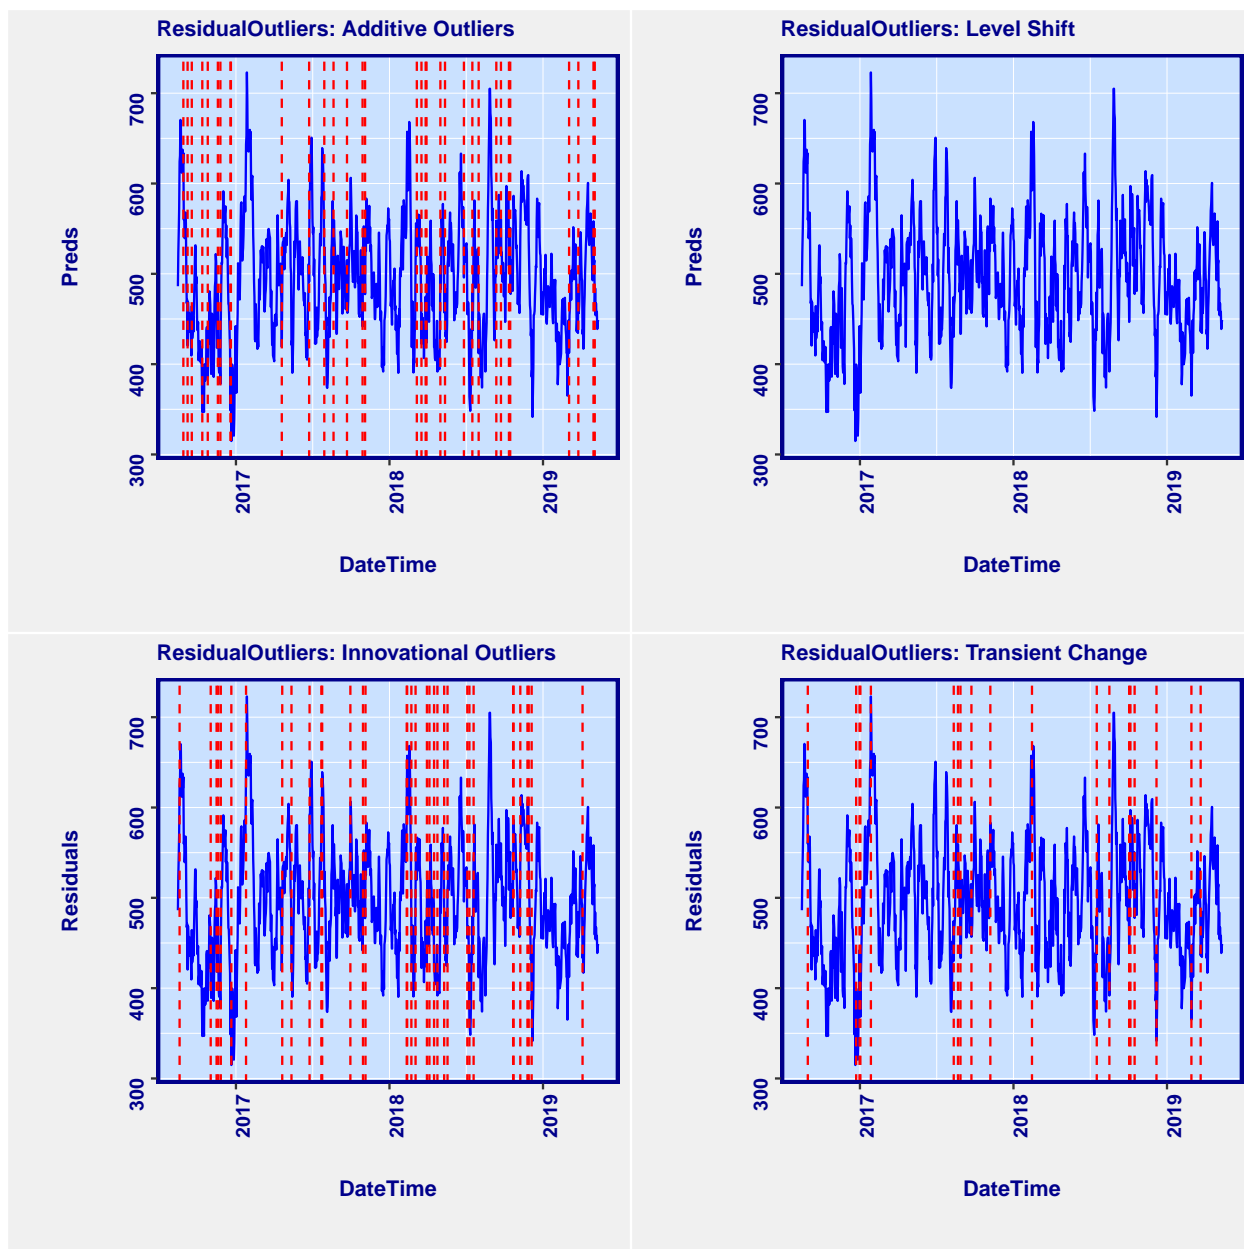 ResidualOutliers: Additive Outliers
Preds
700
600
500
400
300
2017
2018
2019
DateTime
ResidualOutliers: Level Shift
Preds
700
600
500
400
300
2017
2018
2019
DateTime
ResidualOutliers: Innovational Outliers
Residuals
700
600
500
400
300
2017
2018
2019
DateTime
ResidualOutliers: Transient Change
Residuals
700
600
500
400
300
2017
2018
2019
DateTime